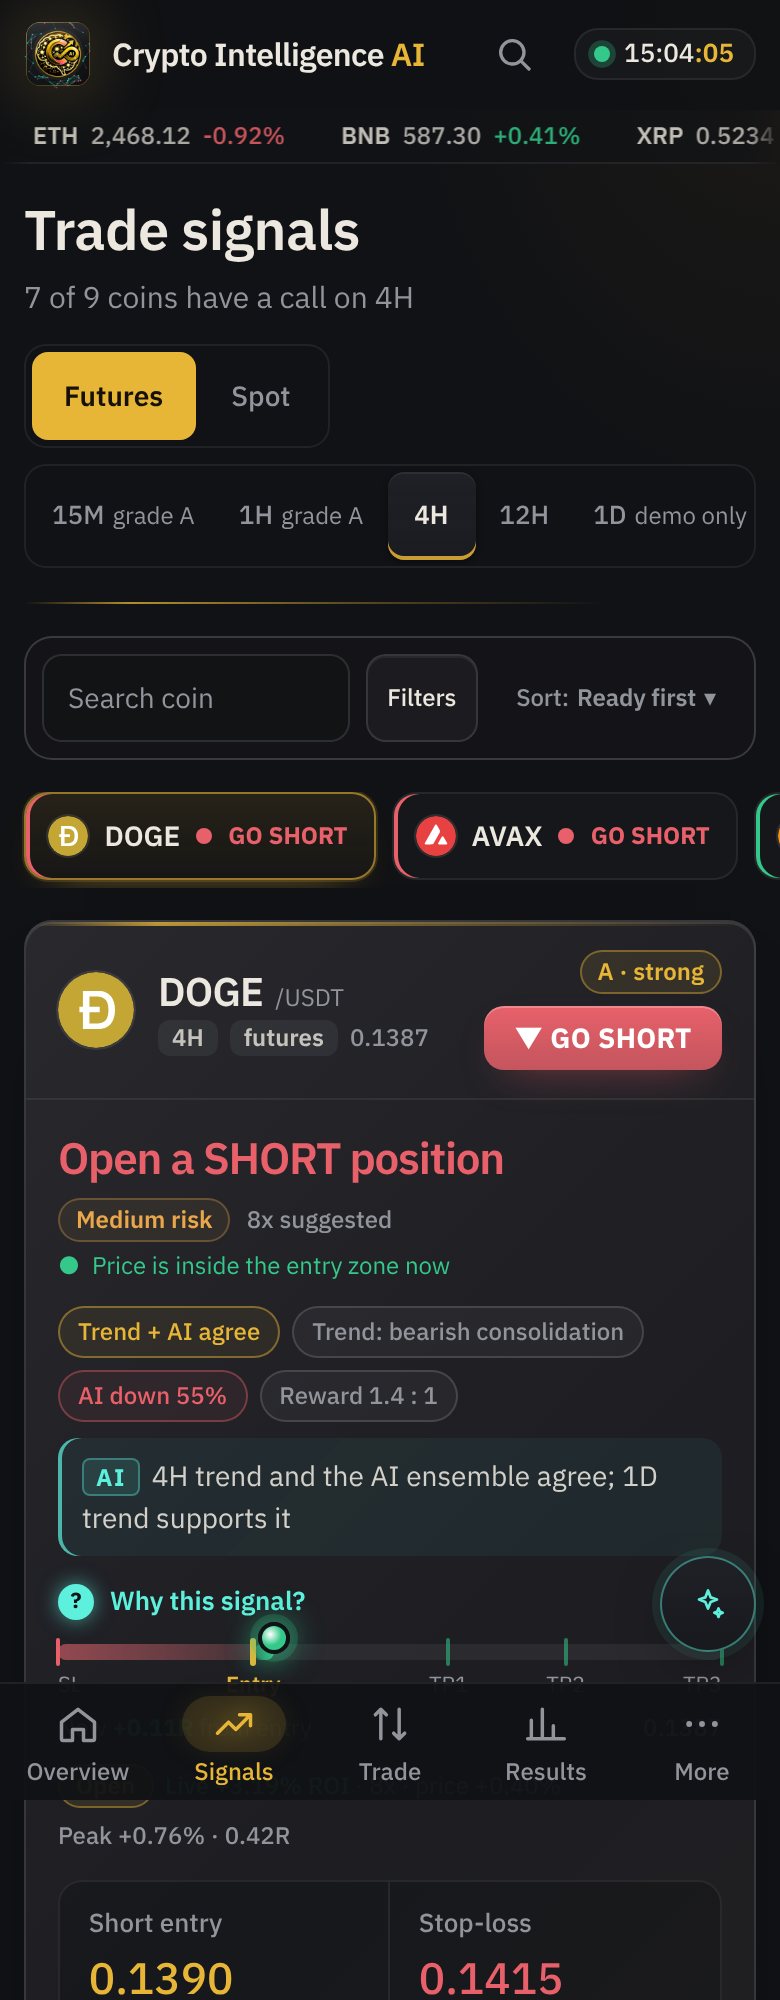 Crypto Intelligence AI
15:04:05
ETH 2,468.12 -0.92% BNB 587.30 +0.41% XRP 0.5234
Trade signals
7 of 9 coins have a call on 4H
Futures Spot
15M grade A 1H grade A 4H 12H 1D demo only
Search coin Filters Sort: Ready first ▾
DOGE GO SHORT AVAX GO SHORT
A · strong
DOGE /USDT
4H futures 0.1387
▼ GO SHORT
Open a SHORT position
Medium risk 8x suggested
Price is inside the entry zone now
Trend + AI agree Trend: bearish consolidation
AI down 55% Reward 1.4 : 1
AI 4H trend and the AI ensemble agree; 1D
trend supports it
? Why this signal?
SL Entry TP1 TP2 TP3
Overview Signals Trade Results More
Peak +0.76% · 0.42R
Short entry Stop-loss
0.1390 0.1415